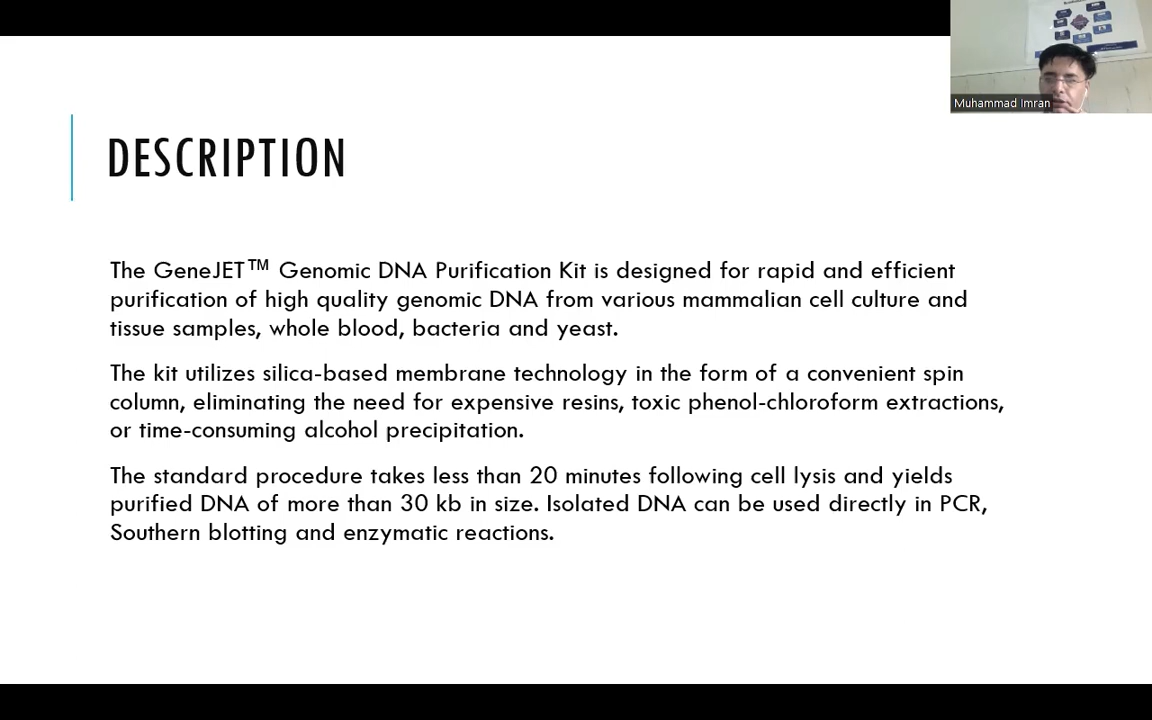 Muhammad Imran
DESCRIPTION
The GeneJET™ Genomic DNA Purification Kit is designed for rapid and efficient
purification of high quality genomic DNA from various mammalian cell culture and
tissue samples, whole blood, bacteria and yeast.
The kit utilizes silica-based membrane technology in the form of a convenient spin
column, eliminating the need for expensive resins, toxic phenol-chloroform extractions,
or time-consuming alcohol precipitation.
The standard procedure takes less than 20 minutes following cell lysis and yields
purified DNA of more than 30 kb in size. Isolated DNA can be used directly in PCR,
Southern blotting and enzymatic reactions.